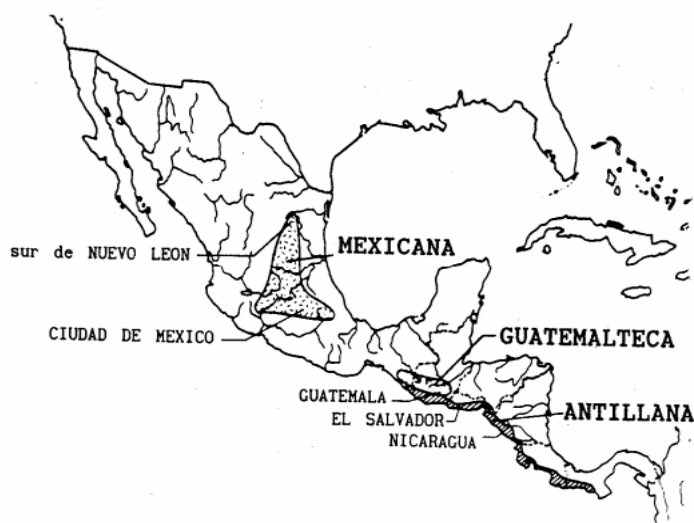 sur de NUEVO LEON
MEXICANA
CIUDAD DE MEXICO
GUATEMALTECA
GUATEMALA
EL SALVADOR
ANTILLANA
NICARAGUA